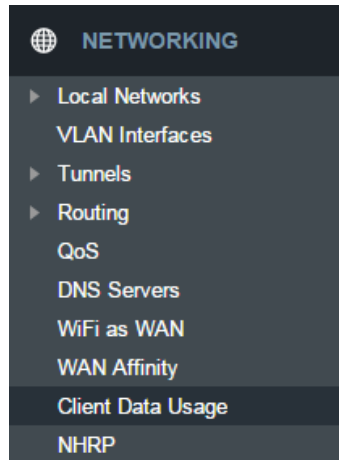 NETWORKING
Local Networks
VLAN Interfaces
Tunnels
Routing
QoS
DNS Servers
WiFi as WAN
WAN Affinity
Client Data Usage
NHRP